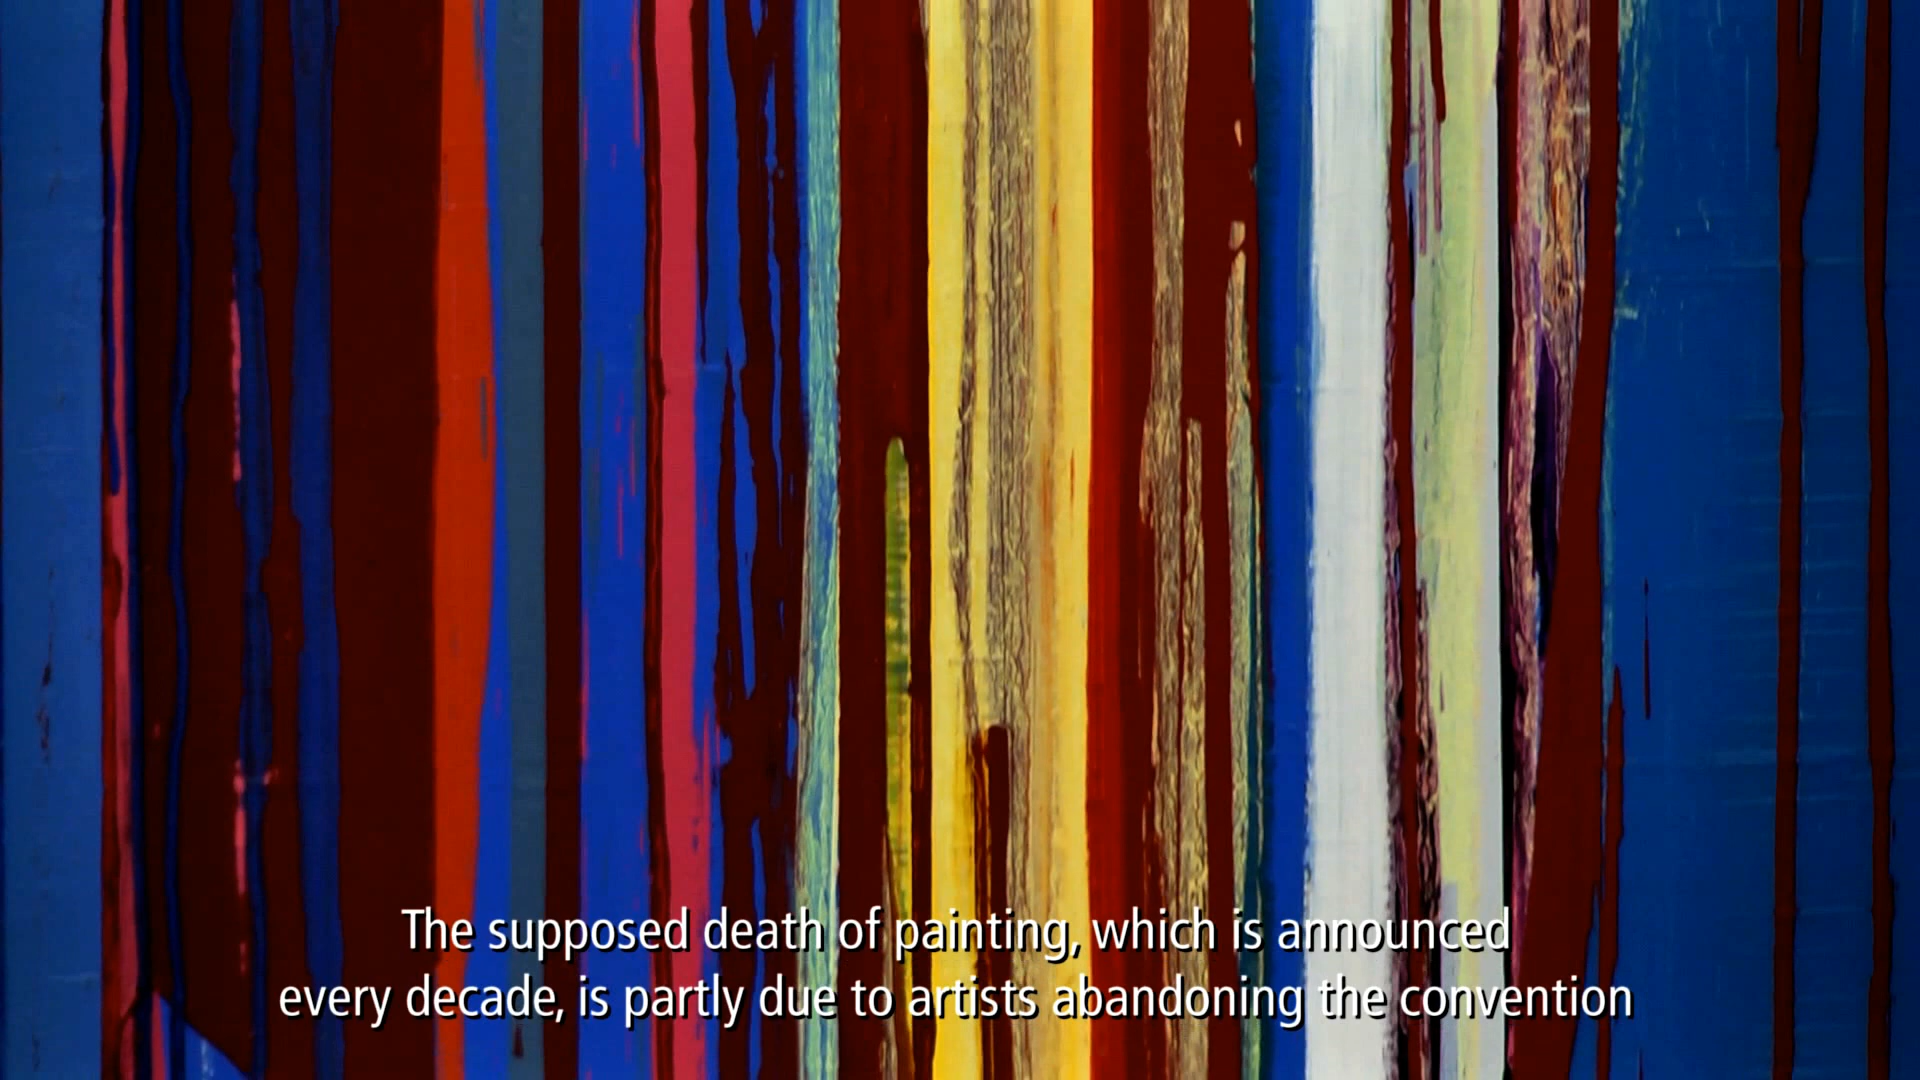 The supposed death of painting, which is announced
every decade, is partly due to artists abandoning the convention